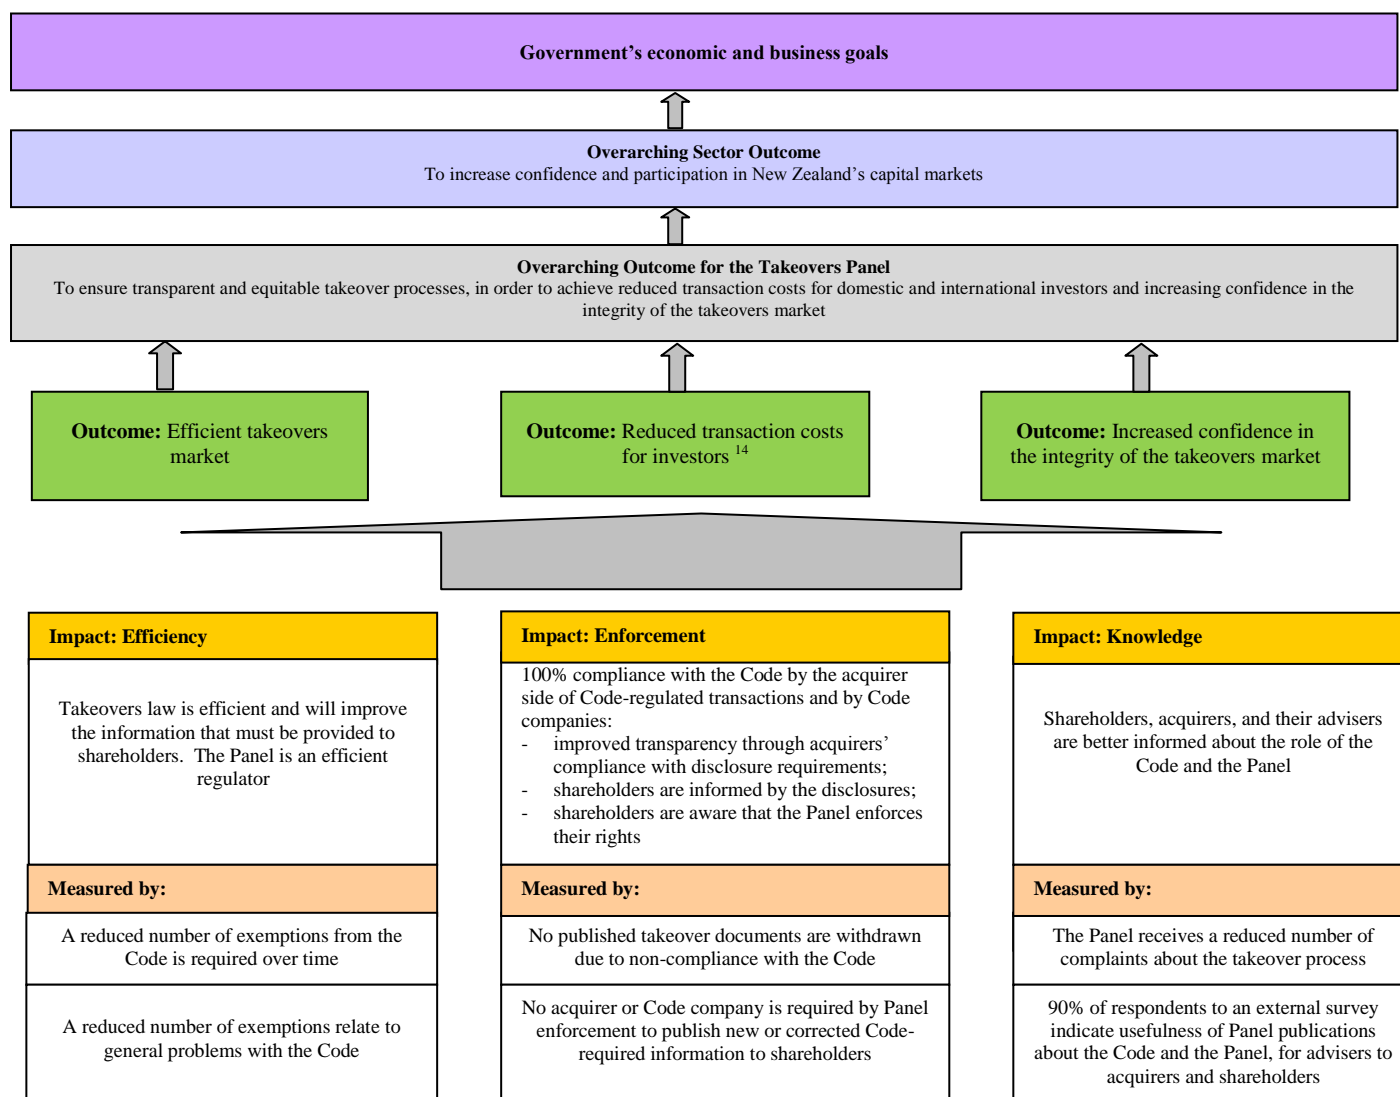 Government’s economic and business goals
Overarching Sector Outcome
To increase confidence and participation in New Zealand’s capital markets
Overarching Outcome for the Takeovers Panel
To ensure transparent and equitable takeover processes, in order to achieve reduced transaction costs for domestic and international investors and increasing confidence in the
integrity of the takeovers market
Outcome: Efficient takeovers
market
Outcome: Reduced transaction costs
for investors 14
Outcome: Increased confidence in
the integrity of the takeovers market
Impact: Efficiency
Takeovers law is efficient and will improve
the information that must be provided to
shareholders. The Panel is an efficient
regulator
Measured by:
A reduced number of exemptions from the
Code is required over time
A reduced number of exemptions relate to
general problems with the Code
Impact: Enforcement
100% compliance with the Code by the acquirer
side of Code-regulated transactions and by Code
companies:
- improved transparency through acquirers’
compliance with disclosure requirements;
- shareholders are informed by the disclosures;
- shareholders are aware that the Panel enforces
their rights
Measured by:
No published takeover documents are withdrawn
due to non-compliance with the Code
No acquirer or Code company is required by Panel
enforcement to publish new or corrected Code-
required information to shareholders
Impact: Knowledge
Shareholders, acquirers, and their advisers
are better informed about the role of the
Code and the Panel
Measured by:
The Panel receives a reduced number of
complaints about the takeover process
90% of respondents to an external survey
indicate usefulness of Panel publications
about the Code and the Panel, for advisers to
acquirers and shareholders